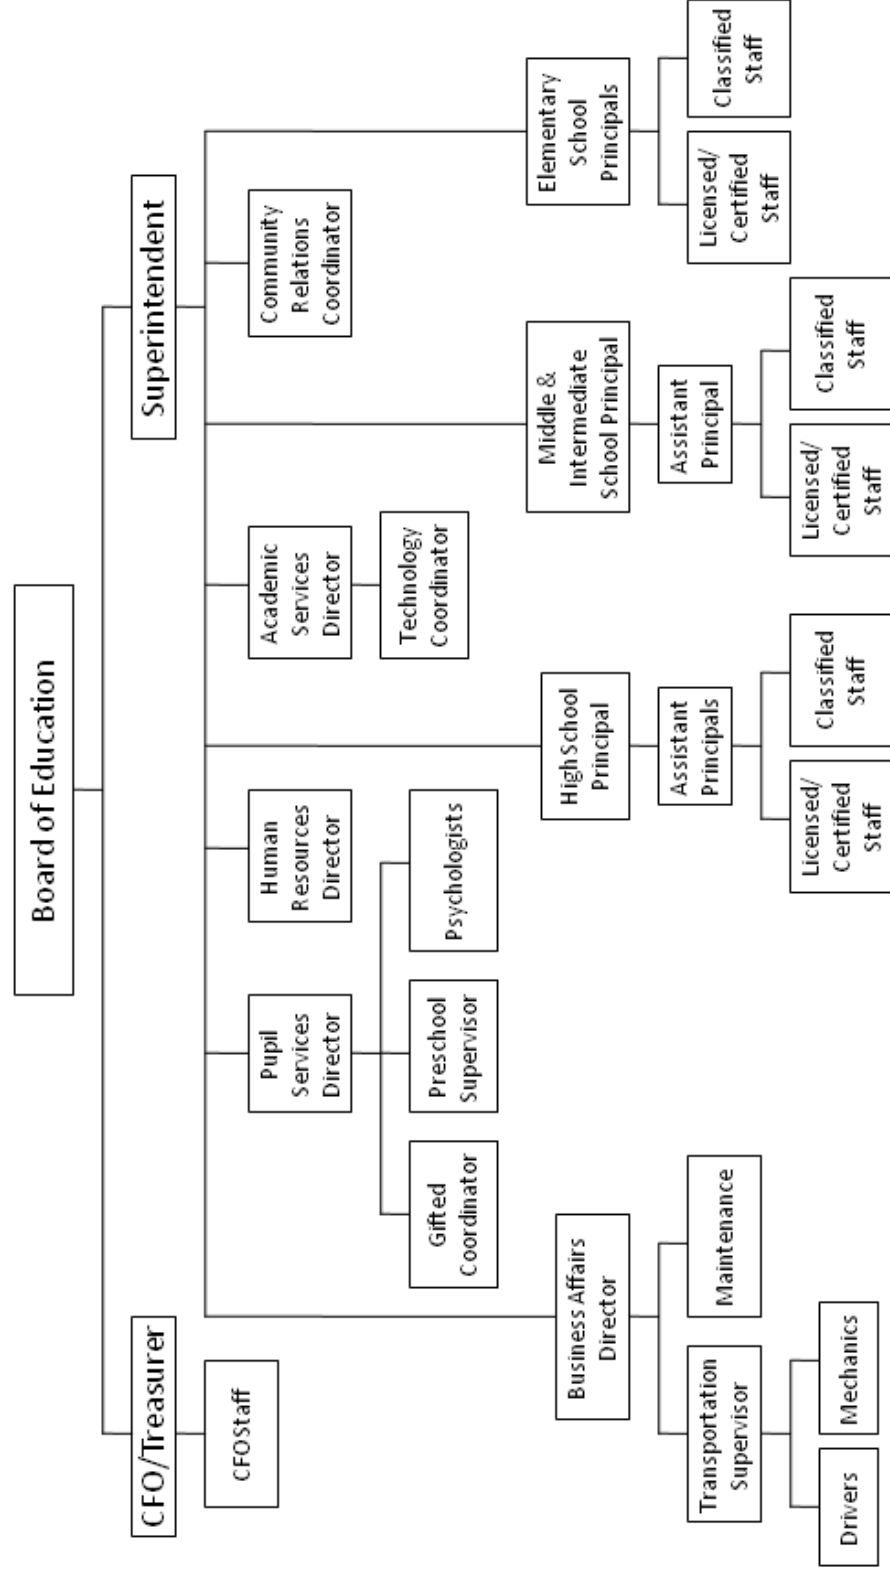 Board of Education
CFO/Treasurer
Superintendent
CFOStaff
Pupil
Services
Director
Human
Resources
Director
Academic
Services
Director
Community
Relations
Coordinator
Gifted
Coordinator
Preschool
Supervisor
Psychologists
Technology
Coordinator
Business Affairs
Director
High School
Principal
Middle &
Intermediate
School Principal
Elementary
School
Principals
Transportation
Supervisor
Maintenance
Assistant
Principals
Assistant
Principal
Licensed/
Certified
Staff
Classified
Staff
Drivers
Mechanics
Licensed/
Certified
Staff
Classified
Staff
Licensed/
Certified
Staff
Classified
Staff